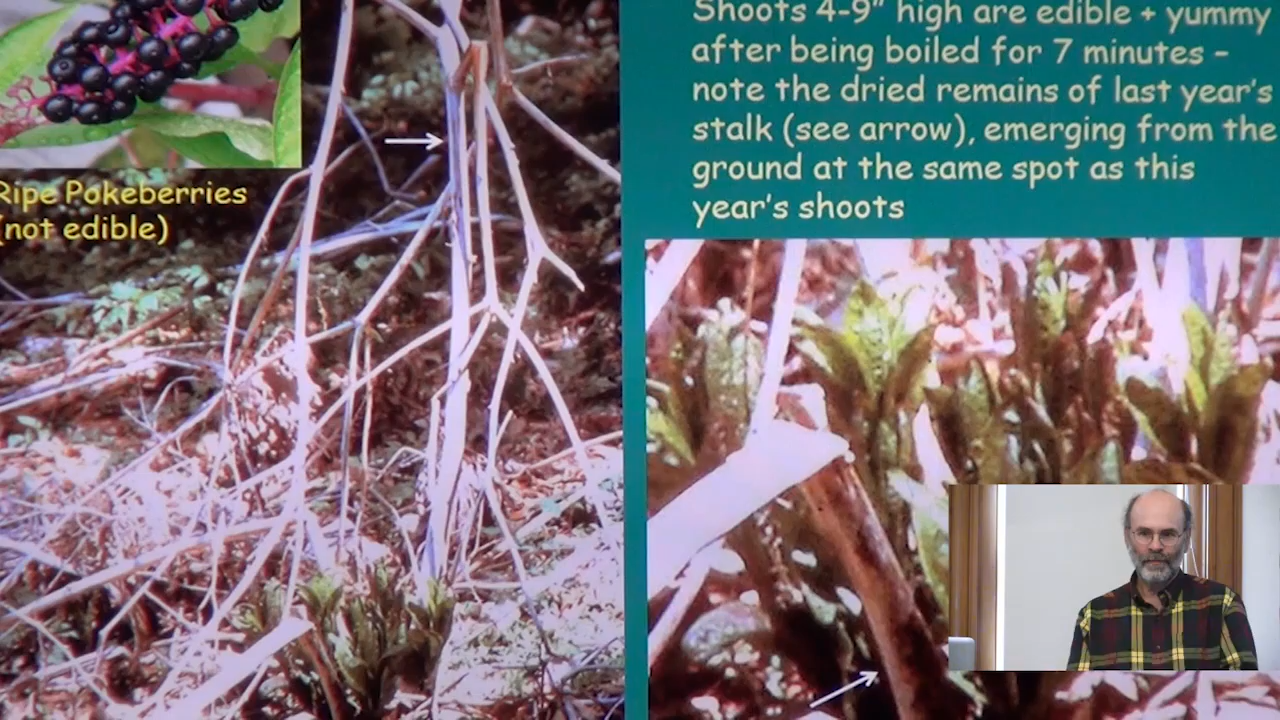 Shoots 4-9" high are edible + yummy
after being boiled for 7 minutes –
note the dried remains of last year's
stalk (see arrow), emerging from the
ground at the same spot as this
year's shoots
Ripe Pokeberries
(not edible)